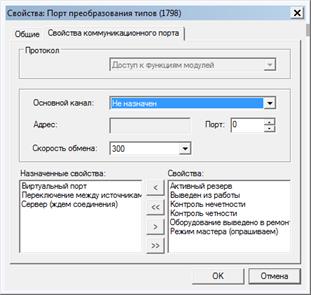 Свойства: Порт преобразования типов (1798)
Общие Свойства коммуникационного порта
Протокол
Доступ к функциям модулей
Основной канал: Не назначен
Адрес: Порт: 0
Скорость обмена: 300
Назначенные свойства:
Виртуальный порт
Переключение между источникам
Сервер (ждем соединения)
<
<<
>
>>
Свойства:
Активный резерв
Выведен из работы
Контроль нечетности
Контроль четности
Оборудование выведено в ремонт
Режим мастера (опрашиваем)
OK Отмена